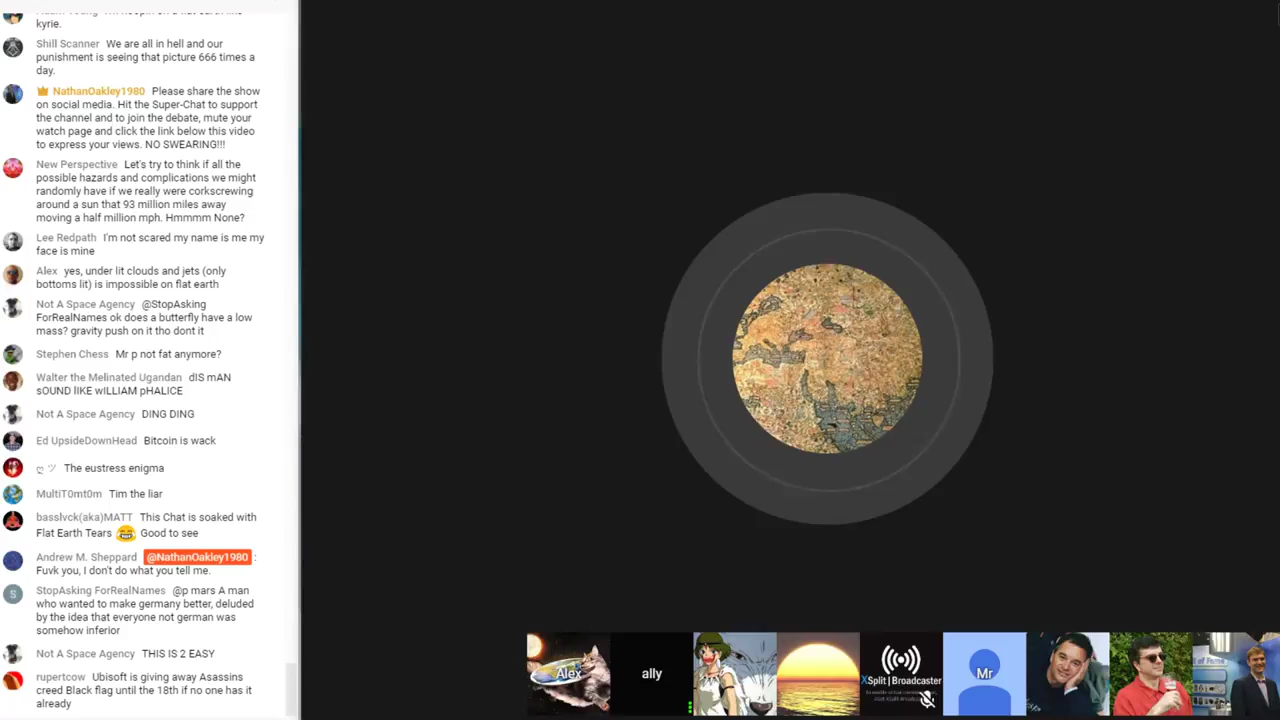 kyrie.
Shill Scanner We are all in hell and our
punishment is seeing that picture 666 times a
day.
NathanOakley1980 Please share the show
on social media. Hit the Super-Chat to support
the channel and to join the debate, mute your
watch page and click the link below this video
to express your views. NO SWEARING!!!
New Perspective Let's try to think if all the
possible hazards and complications we might
randomly have if we really were corkscrewing
around a sun that 93 million miles away
moving a half million mph. Hmmmm None?
Lee Redpath I'm not scared my name is me my
face is mine
Alex yes, under lit clouds and jets (only
bottoms lit) is impossible on flat earth
Not A Space Agency @StopAsking
ForRealNames ok does a butterfly have a low
mass? gravity push on it tho dont it
Stephen Chess Mr p not fat anymore?
Walter the Melinated Ugandan dIS mAN
sOUND lIKE wILLIAM pHALICE
Not A Space Agency DING DING
Ed UpsideDownHead Bitcoin is wack
ღ ツ The eustress enigma
MultiT0mt0m Tim the liar
basslvck(aka)MATT This Chat is soaked with
Flat Earth Tears 😂 Good to see
Andrew M. Sheppard @NathanOakley1980 :
Fuvk you, I don't do what you tell me.
StopAsking ForRealNames @p mars A man
who wanted to make germany better, deluded
by the idea that everyone not german was
somehow inferior
Not A Space Agency THIS IS 2 EASY
rupertcow Ubisoft is giving away Asassins
creed Black flag until the 18th if no one has it
already
S
Alex
ally
XSplit | Broadcaster
Mr